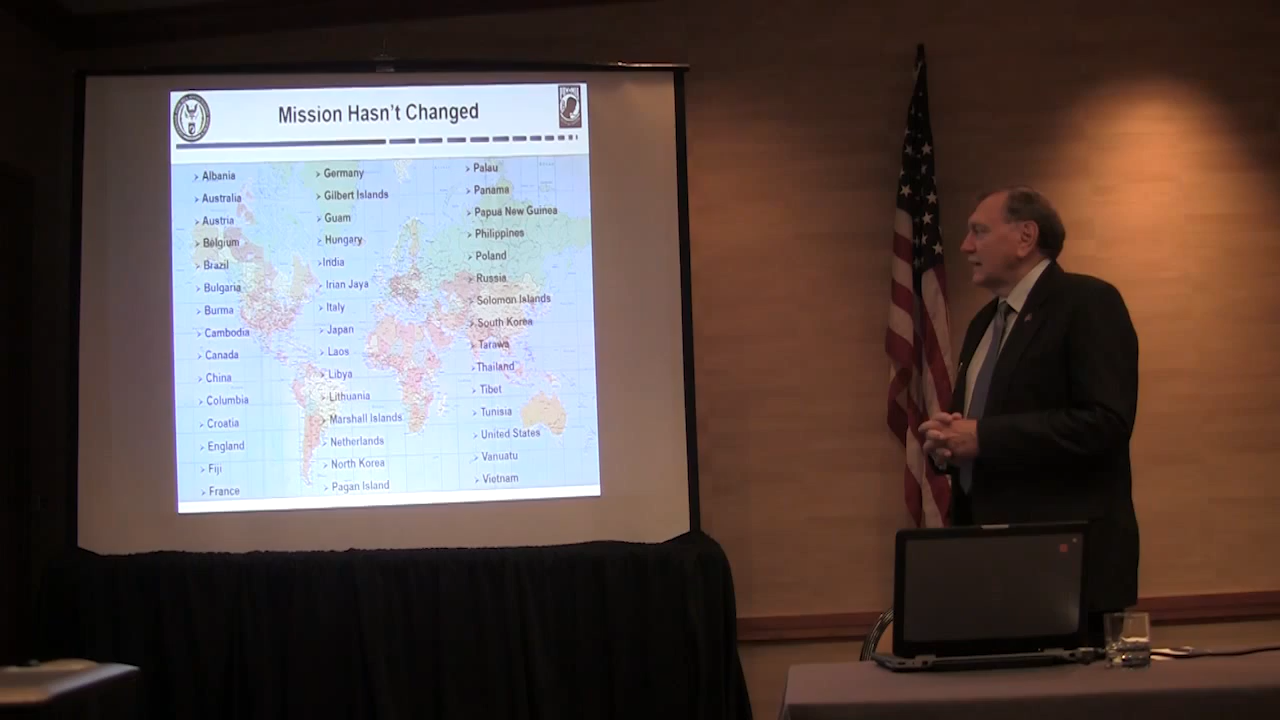 Mission Hasn't Changed
POW ★ MIA
➢ Albania
➢ Australia
➢ Austria
➢ Belgium
➢ Brazil
➢ Bulgaria
➢ Burma
➢ Cambodia
➢ Canada
➢ China
➢ Columbia
➢ Croatia
➢ England
➢ Fiji
➢ France
➢ Germany
➢ Gilbert Islands
➢ Guam
➢ Hungary
➢ India
➢ Irian Jaya
➢ Italy
➢ Japan
➢ Laos
➢ Libya
➢ Lithuania
➢ Marshall Islands
➢ Netherlands
➢ North Korea
➢ Pagan Island
➢ Palau
➢ Panama
➢ Papua New Guinea
➢ Philippines
➢ Poland
➢ Russia
➢ Solomon Islands
➢ South Korea
➢ Tarawa
➢ Thailand
➢ Tibet
➢ Tunisia
➢ United States
➢ Vanuatu
➢ Vietnam